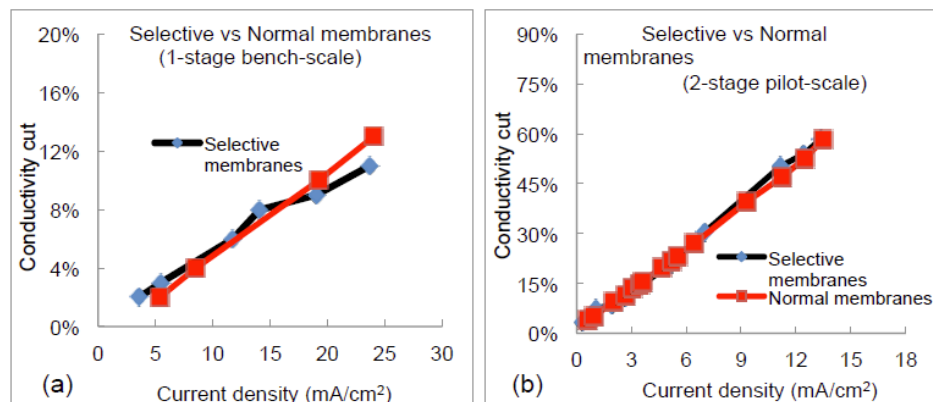 20%
16%
12%
8%
4%
0%
Conductivity cut
Selective vs Normal membranes
(1-stage bench-scale)
Selective
membranes
0 5 10 15 20 25 30
(a)
Current density (mA/cm²)
90%
75%
60%
45%
30%
15%
0%
Conductivity cut
Selective vs Normal
membranes
(2-stage pilot-scale)
Selective
membranes
Normal membranes
0 3 6 9 12 15 18
(b)
Current density (mA/cm²)